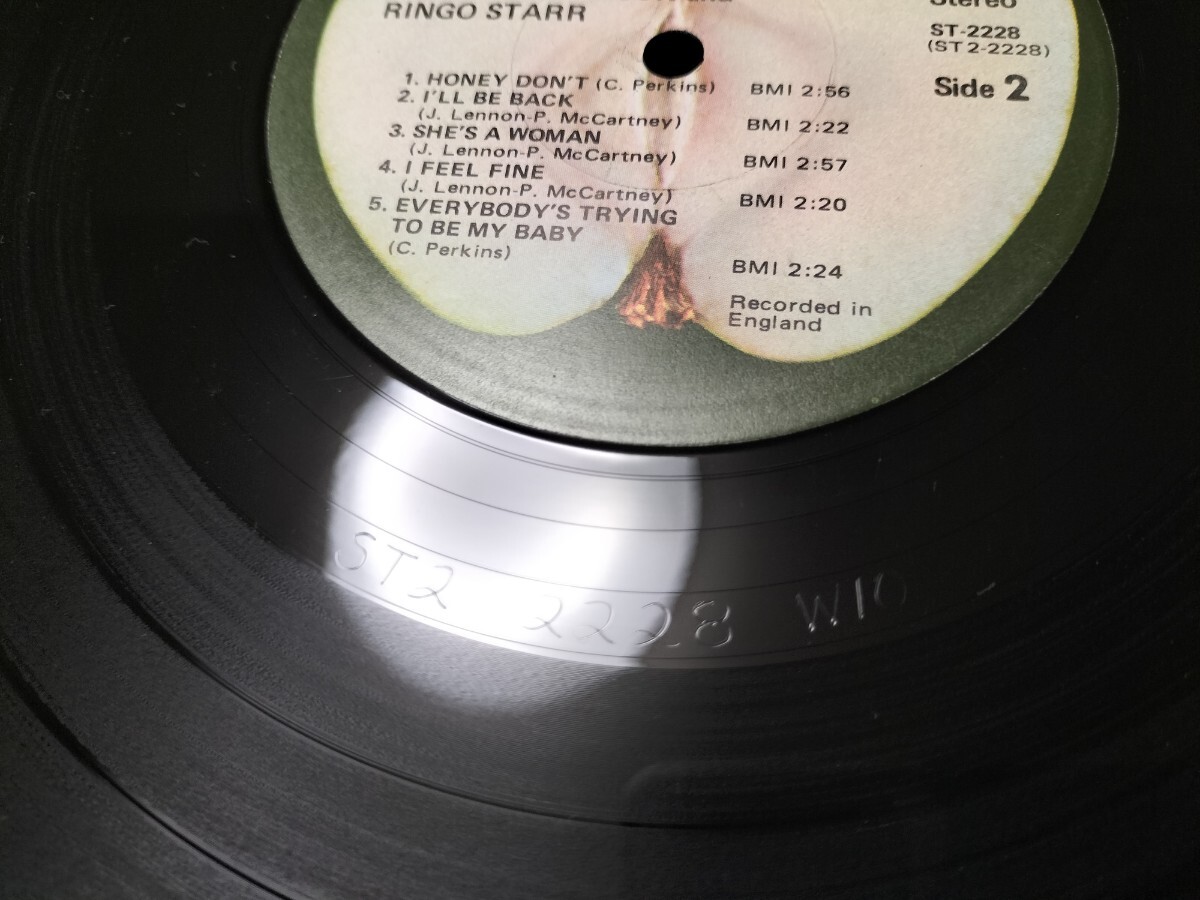 RINGO STARR
Stereo
ST-2228
(ST 2-2228)
Side 2
1. HONEY DON'T (C. Perkins) BMI 2:56
2. I'LL BE BACK
(J. Lennon-P. McCartney) BMI 2:22
3. SHE'S A WOMAN
(J. Lennon-P. McCartney) BMI 2:57
4. I FEEL FINE
(J. Lennon-P. McCartney) BMI 2:20
5. EVERYBODY'S TRYING
TO BE MY BABY
(C. Perkins) BMI 2:24
Recorded in
England
ST2 2228 W10